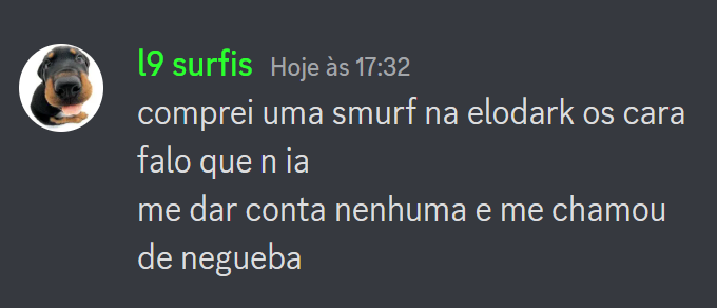 l9 surfis Hoje às 17:32
comprei uma smurf na elodark os cara
falo que n ia
me dar conta nenhuma e me chamou
de negueba